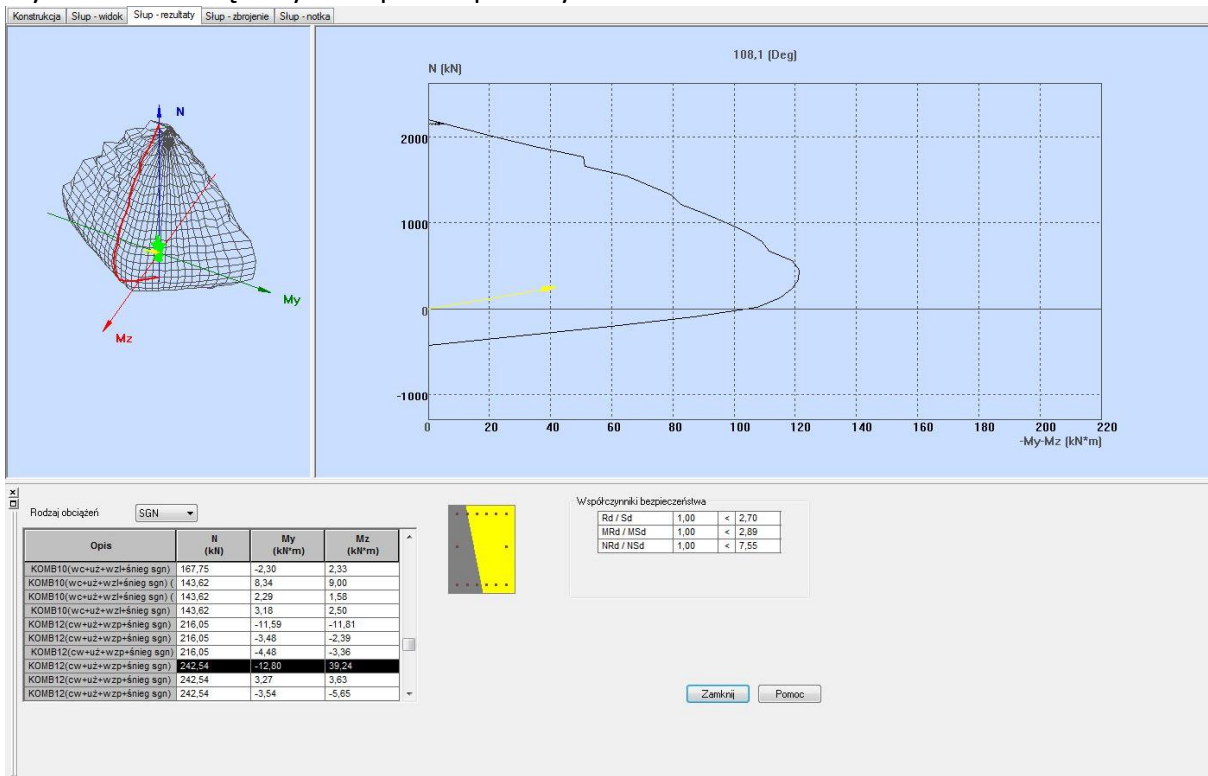 Konstrukcja Słup - widok Słup - rezultaty Słup - zbrojenie Słup - notka
108,1 (Deg)
N (kN)
2000
1000
0
-1000
0 20 40 60 80 100 120 140 160 180 200 220
-My-Mz (kN*m)
N
My
Mz
Rodzaj obciążeń SGN
Opis N (kN) My (kN*m) Mz (kN*m)
KOMB10(wc+uż+wzl+śnieg sgn) 167,75 -2,30 2,33
KOMB10(wc+uż+wzl+śnieg sgn) ( 143,62 8,34 9,00
KOMB10(wc+uż+wzl+śnieg sgn) ( 143,62 2,29 1,58
KOMB10(wc+uż+wzl+śnieg sgn) 143,62 3,18 2,50
KOMB12(cw+uż+wzp+śnieg sgn) 216,05 -11,59 -11,81
KOMB12(cw+uż+wzp+śnieg sgn) 216,05 -3,48 -2,39
KOMB12(cw+uż+wzp+śnieg sgn) 216,05 -4,48 -3,36
KOMB12(cw+uż+wzp+śnieg sgn) 242,54 -12,80 39,24
KOMB12(cw+uż+wzp+śnieg sgn) 242,54 3,27 3,63
KOMB12(cw+uż+wzp+śnieg sgn) 242,54 -3,54 -5,65
Współczynniki bezpieczeństwa
Rd / Sd 1,00 < 2,70
MRd / MSd 1,00 < 2,89
NRd / NSd 1,00 < 7,55
Zamknij Pomoc